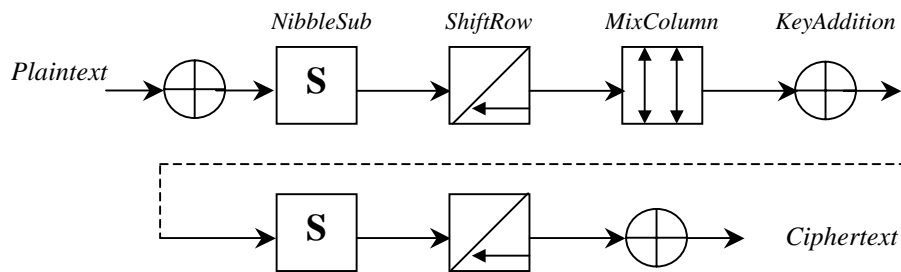 NibbleSub ShiftRow MixColumn KeyAddition
Plaintext
S
S
Ciphertext